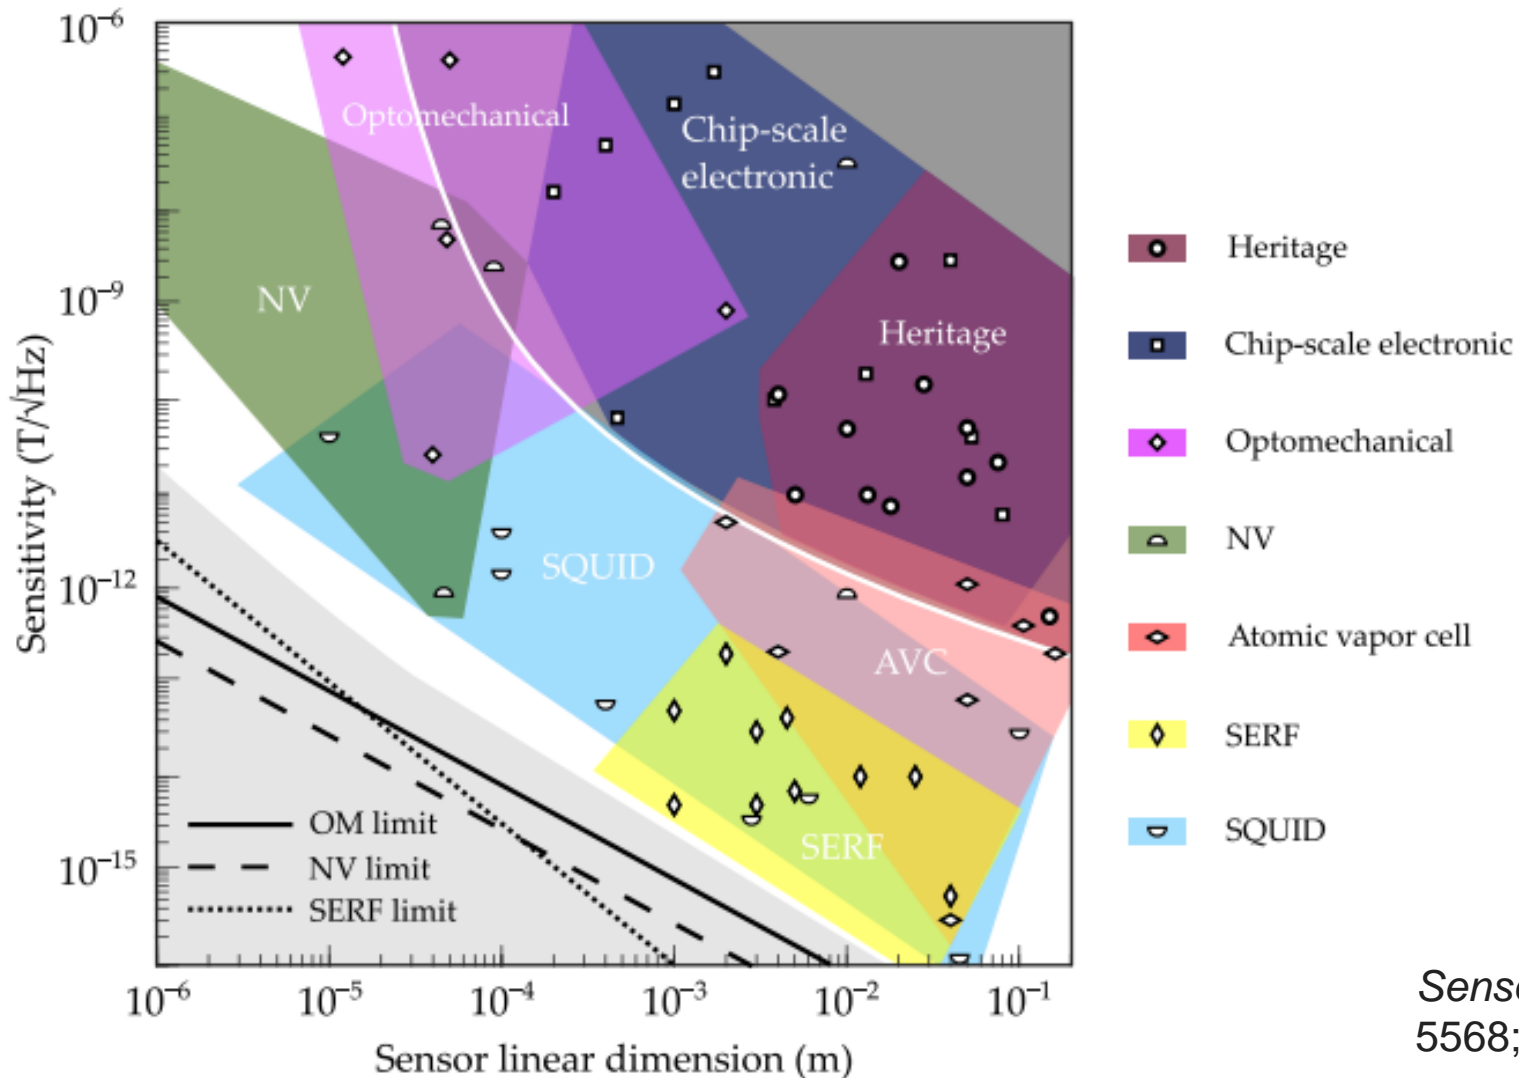 10⁻⁶
10⁻⁹
10⁻¹²
10⁻¹⁵
Sensitivity (T/√Hz)
Optomechanical
Chip-scale
electronic
NV
Heritage
SQUID
AVC
SERF
OM limit
NV limit
SERF limit
10⁻⁶ 10⁻⁵ 10⁻⁴ 10⁻³ 10⁻² 10⁻¹
Sensor linear dimension (m)
Heritage
Chip-scale electronic
Optomechanical
NV
Atomic vapor cell
SERF
SQUID
5568;